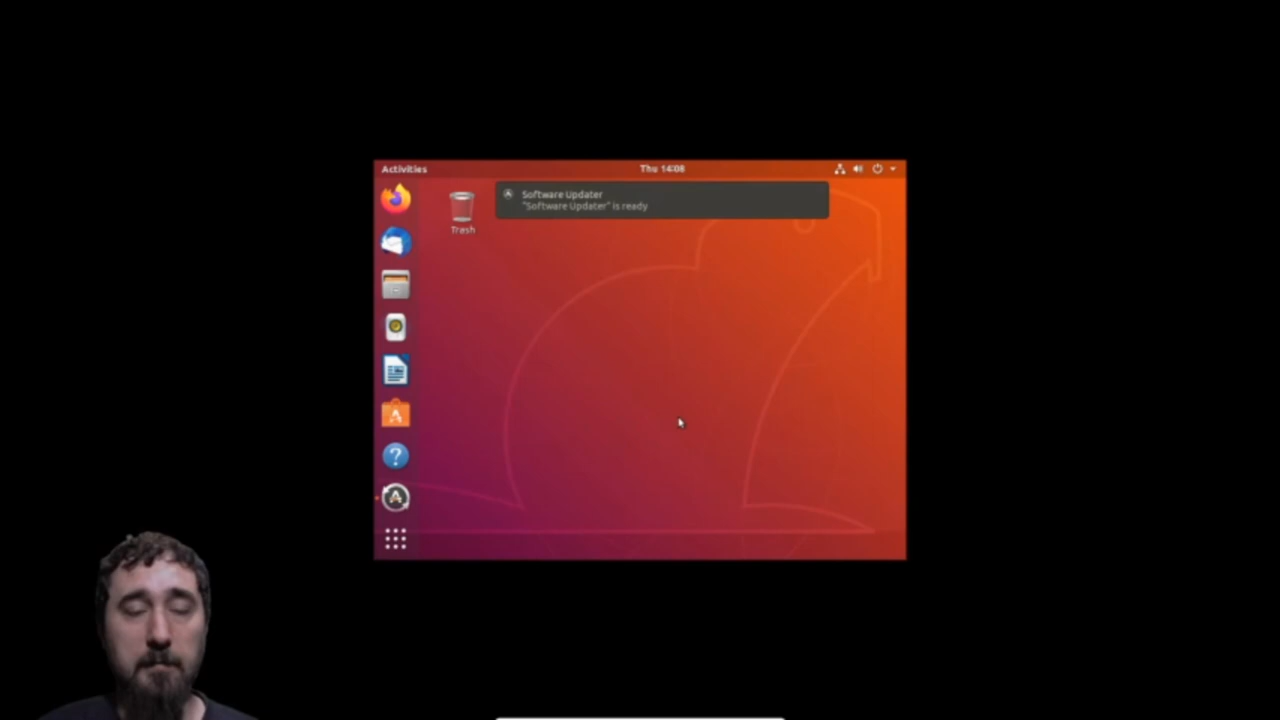 Activities
Thu 14:08
Software Updater
"Software Updater" is ready
Trash